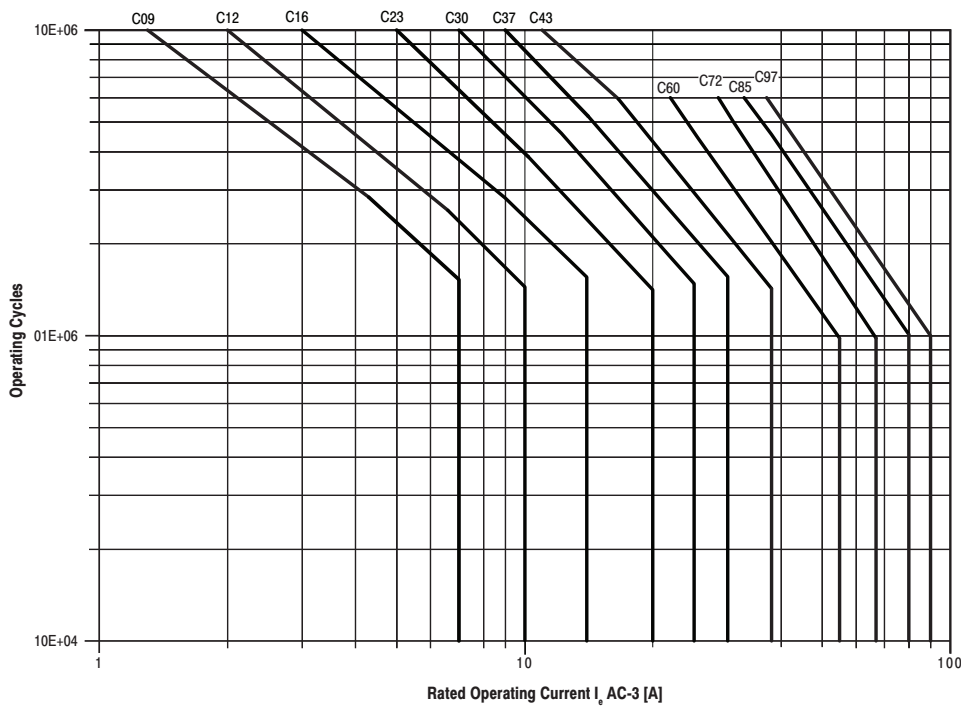 C09 C12 C16 C23 C30 C37 C43
10E+06
C60 C72 C85 C97
Operating Cycles
01E+06
10E+04
1 10 100
Rated Operating Current Ie AC-3 [A]